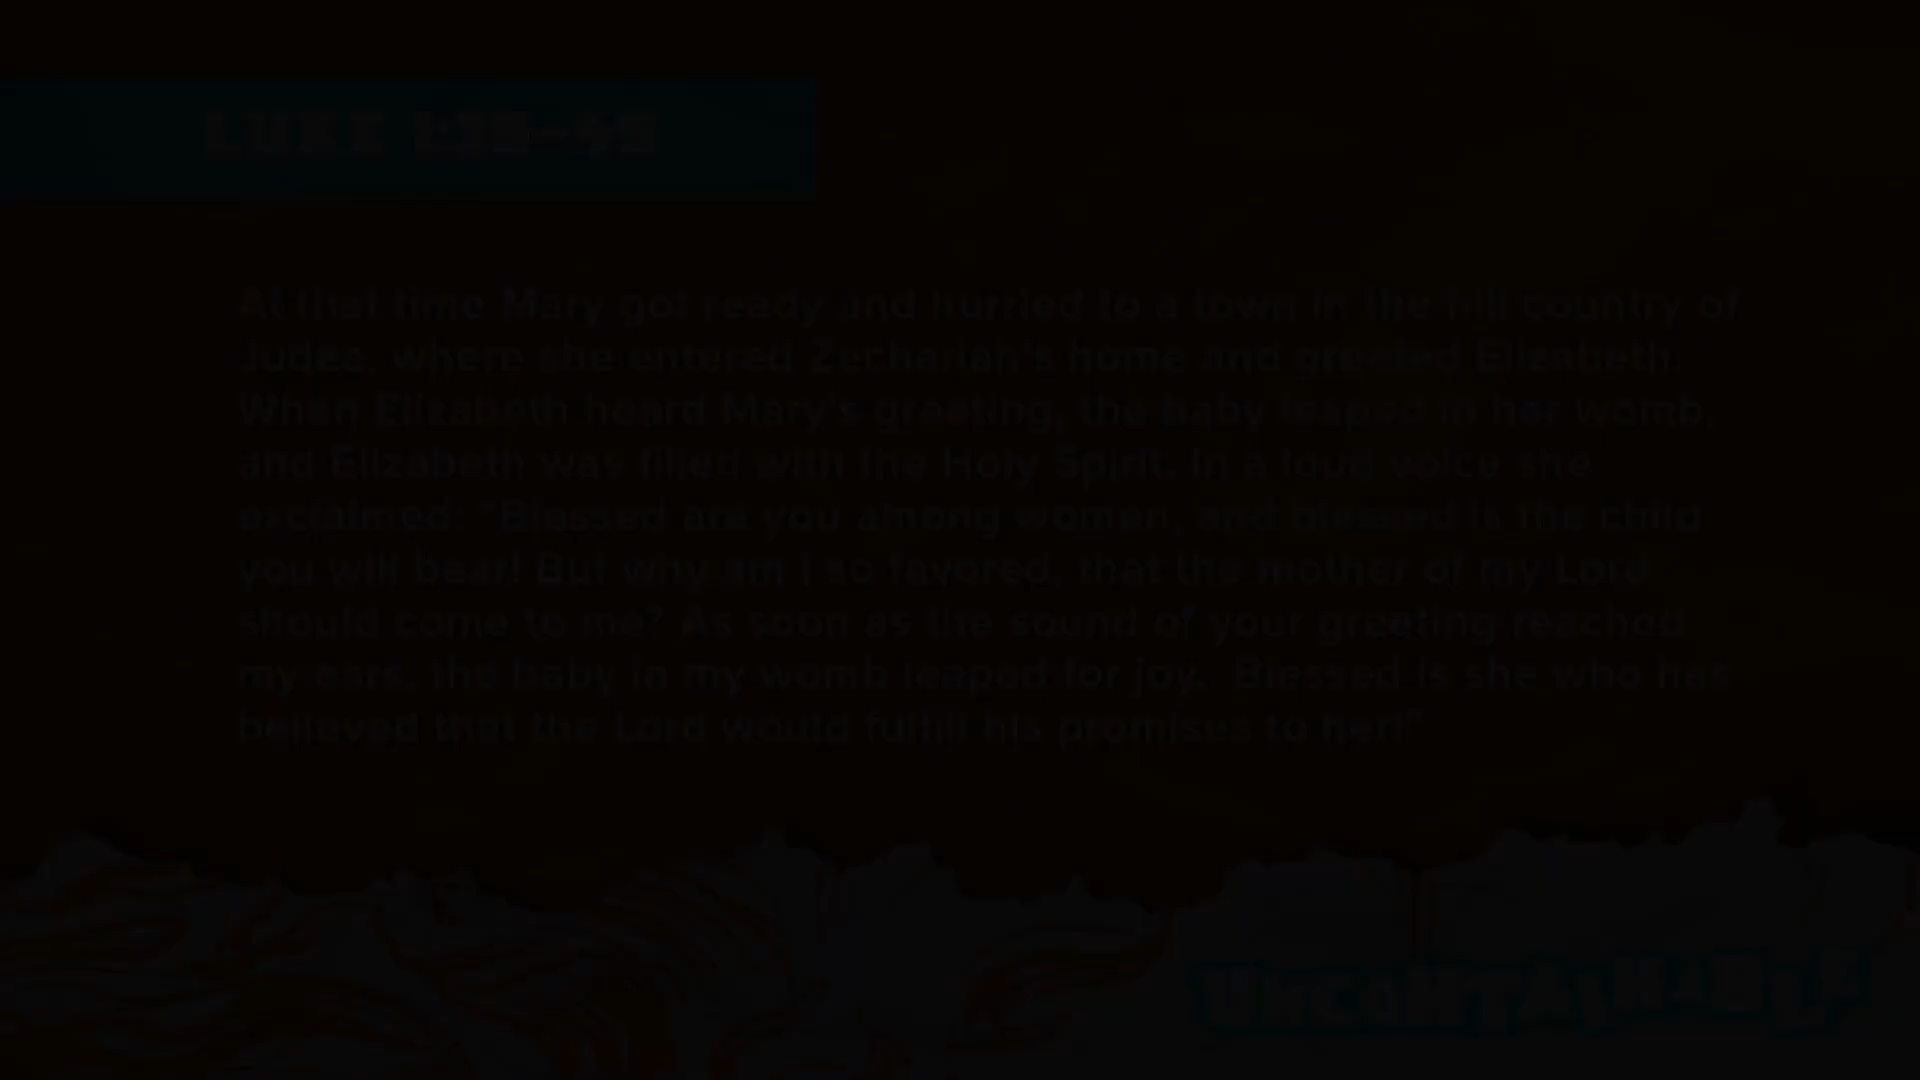 LUKE 1:39-45
At that time Mary got ready and hurried to a town in the hill country of
Judea, where she entered Zechariah's home and greeted Elizabeth.
When Elizabeth heard Mary's greeting, the baby leaped in her womb,
and Elizabeth was filled with the Holy Spirit. In a loud voice she
exclaimed: "Blessed are you among women, and blessed is the child
you will bear! But why am I so favored, that the mother of my Lord
should come to me? As soon as the sound of your greeting reached
my ears, the baby in my womb leaped for joy. Blessed is she who has
believed that the Lord would fulfill his promises to her!"